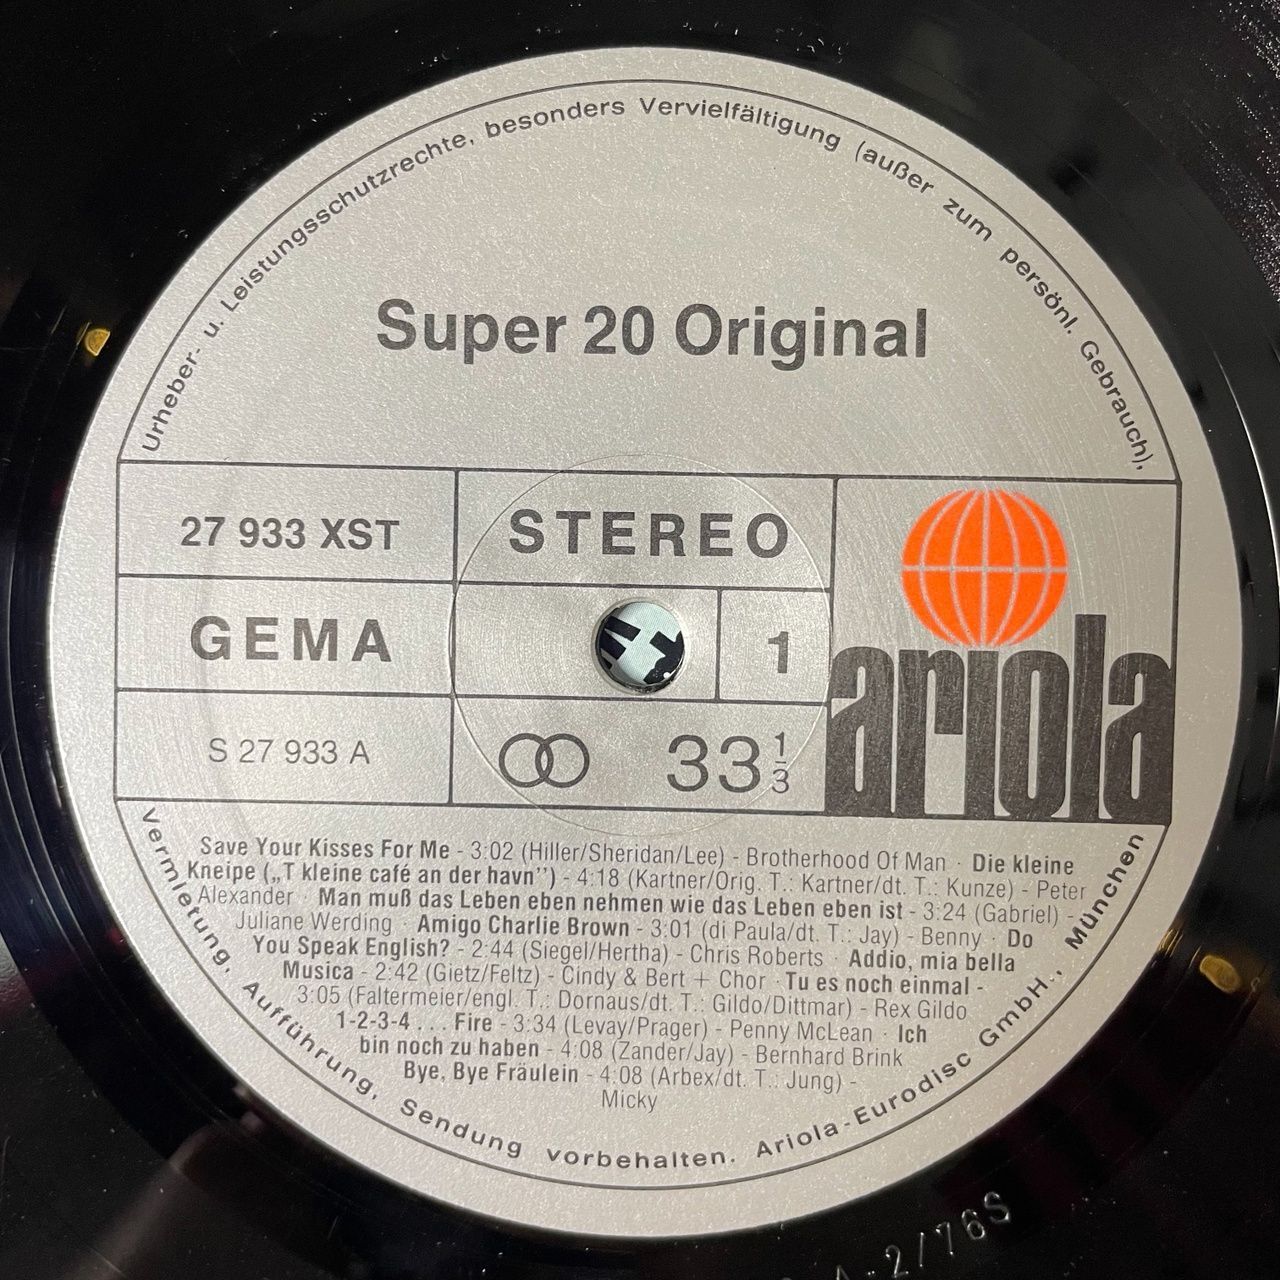 Urheber- u. Leistungsschutzrechte, besonders Vervielfältigung (außer zum persönl. Gebrauch),
Super 20 Original
27 933 XST
STEREO
GEMA
1
S 27 933 A
33 1/3
ariola
Save Your Kisses For Me - 3:02 (Hiller/Sheridan/Lee) - Brotherhood Of Man · Die kleine
Kneipe („T kleine café an der havn”) - 4:18 (Kartner/Orig. T.: Kartner/dt. T.: Kunze) - Peter
Alexander · Man muß das Leben eben nehmen wie das Leben eben ist - 3:24 (Gabriel) -
Juliane Werding · Amigo Charlie Brown - 3:01 (di Paula/dt. T.: Jay) - Benny · Do
You Speak English? - 2:44 (Siegel/Hertha) - Chris Roberts · Addio, mia bella
Musica - 2:42 (Gietz/Feltz) - Cindy & Bert + Chor · Tu es noch einmal -
3:05 (Faltermeier/engl. T.: Dornaus/dt. T.: Gildo/Dittmar) - Rex Gildo
1-2-3-4 . . . Fire - 3:34 (Levay/Prager) - Penny McLean · Ich
bin noch zu haben - 4:08 (Zander/Jay) - Bernhard Brink
Bye, Bye Fräulein - 4:08 (Arbex/dt. T.: Jung) -
Micky
Vermietung, Aufführung, Sendung vorbehalten. Ariola-Eurodisc GmbH., München
A-2/76S